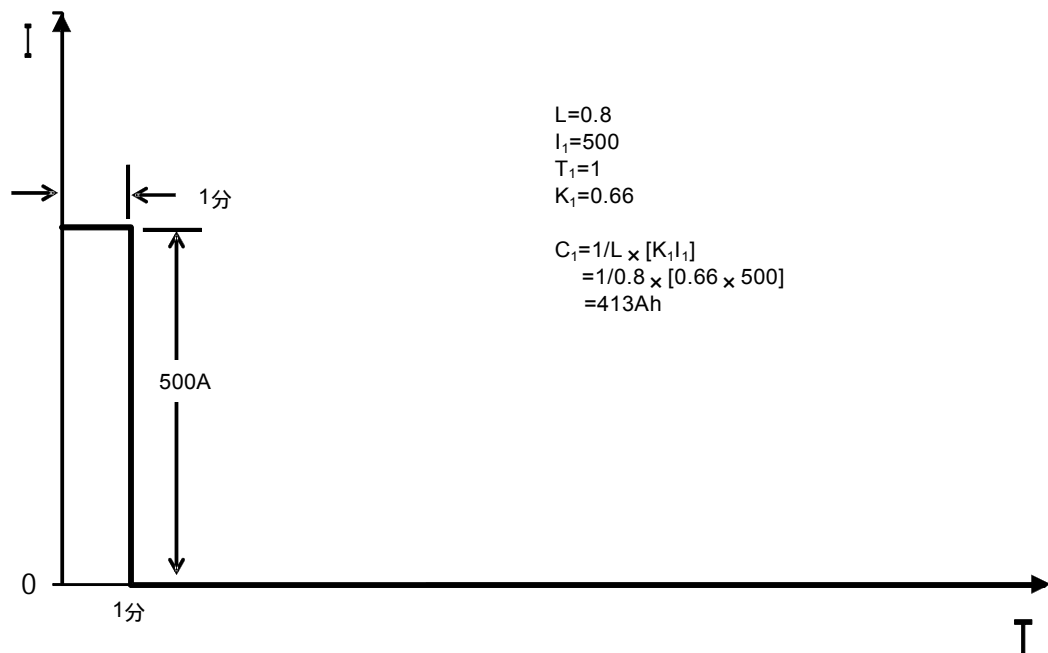 I
L=0.8
I₁=500
T₁=1
K₁=0.66
1分
C₁=1/L × [K₁I₁]
=1/0.8 × [0.66 × 500]
=413Ah
500A
0
1分
T